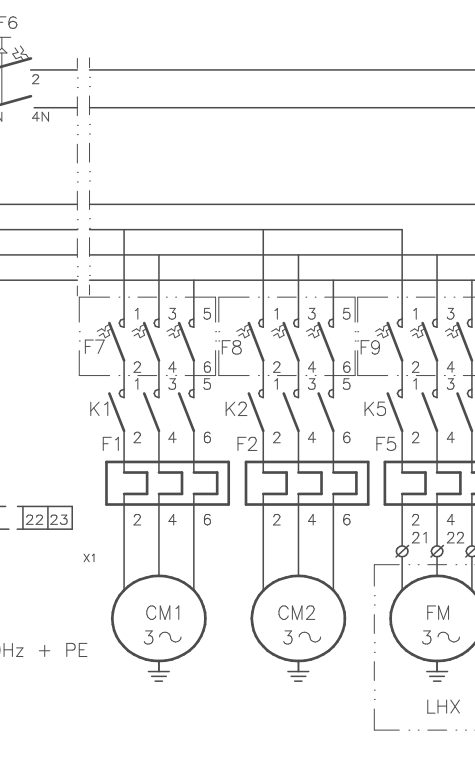 F6
2
N 4N
1 3 5 1 3 5 1 3
F7 F8 F9
2 4 6 2 4 6 2 4
1 3 5 1 3 5 1 3
K1 K2 K5
F1 2 4 6 F2 2 4 6 F5 2 4
22 23 2 4 6 2 4 6 2 4
21 22
X1
CM1 CM2 FM
3 ~ 3 ~ 3 ~
Hz + PE
LHX